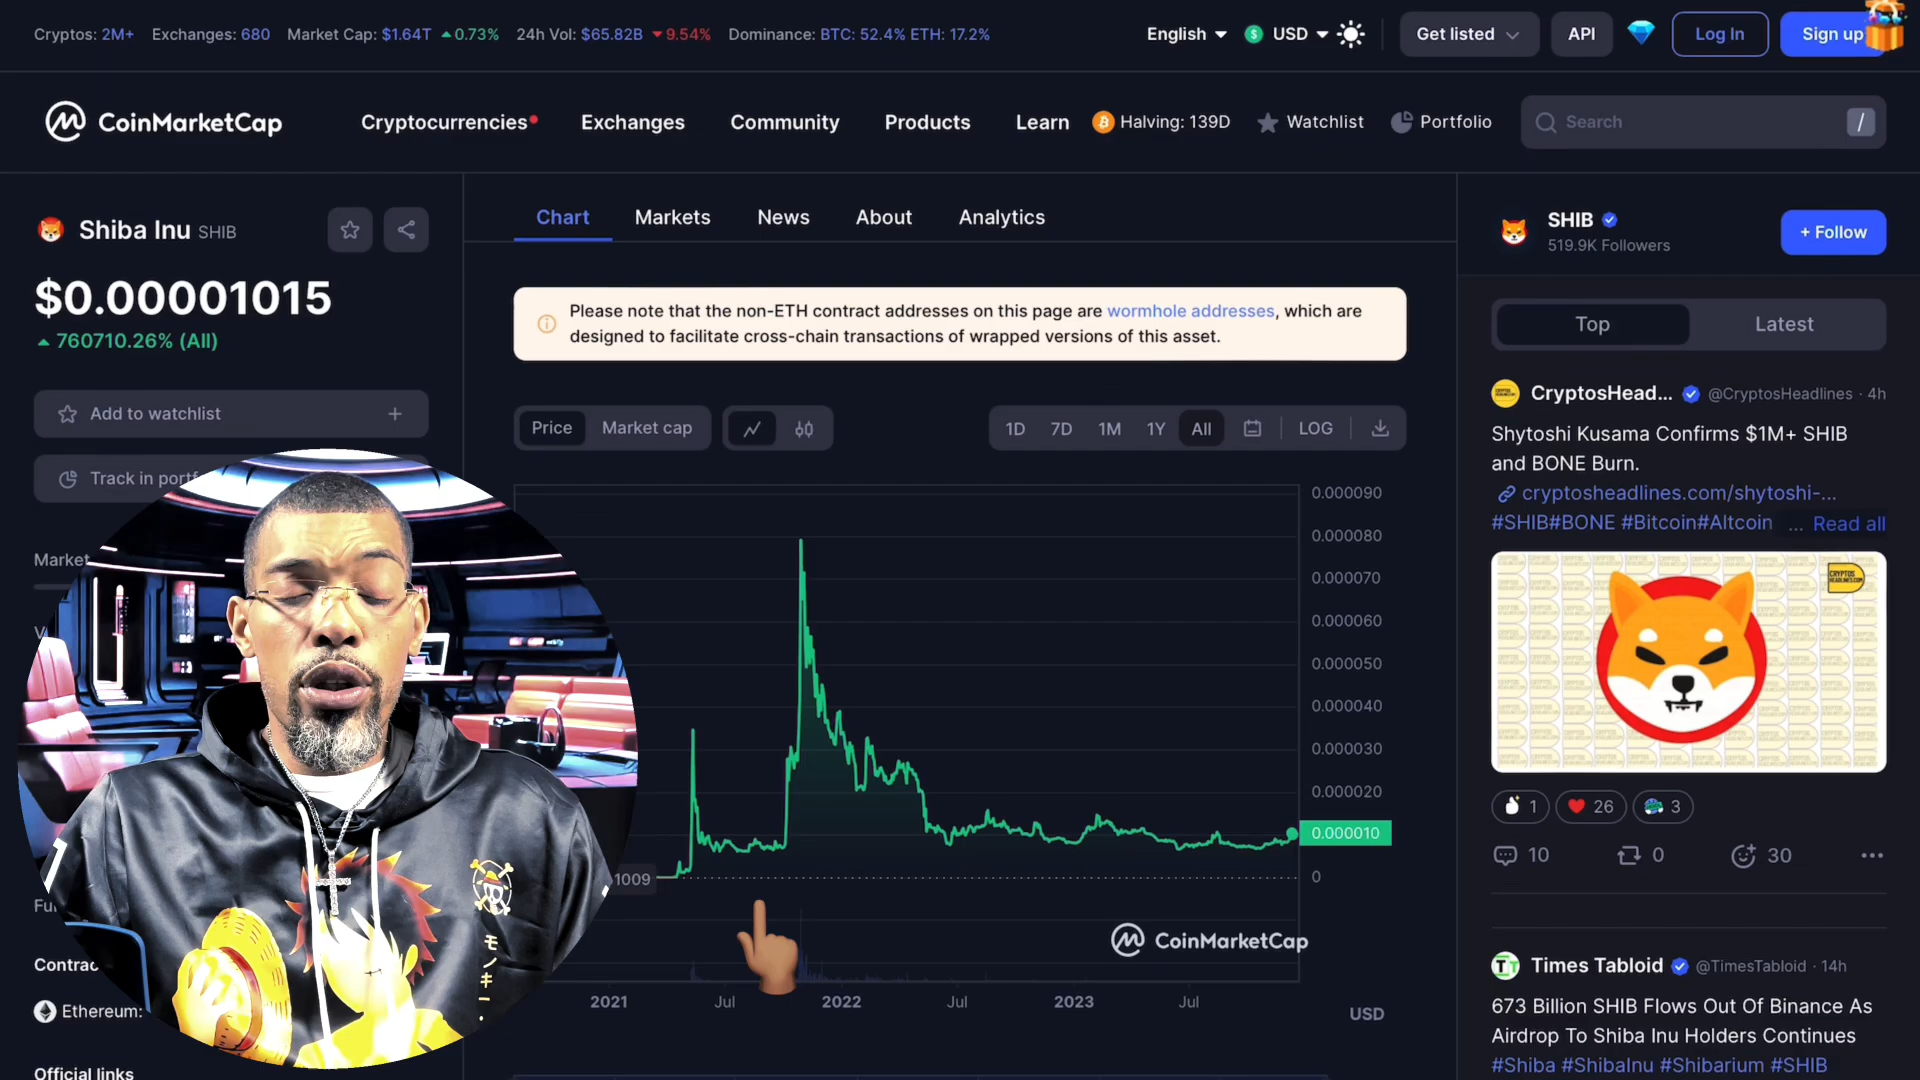 Cryptos: 2M+ Exchanges: 680 Market Cap: $1.64T 0.73% 24h Vol: $65.82B 9.54% Dominance: BTC: 52.4% ETH: 17.2%
English USD Get listed API Log In Sign up
CoinMarketCap Cryptocurrencies Exchanges Community Products Learn Halving: 139D Watchlist Portfolio Search /
Shiba Inu SHIB
$0.00001015
760710.26% (All)
Add to watchlist +
Track in
Market
Contrac
Ethereum:
Official links
Chart Markets News About Analytics
Please note that the non-ETH contract addresses on this page are wormhole addresses, which are
designed to facilitate cross-chain transactions of wrapped versions of this asset.
Price Market cap 1D 7D 1M 1Y All LOG
0.000090
0.000080
0.000070
0.000060
0.000050
0.000040
0.000030
0.000020
0.000010
0
1009
CoinMarketCap
2021 Jul 2022 Jul 2023 Jul
USD
モンキー・
SHIB
519.9K Followers
+ Follow
Top Latest
CryptosHead... @CryptosHeadlines · 4h
Shytoshi Kusama Confirms $1M+ SHIB
and BONE Burn.
cryptosheadlines.com/shytoshi-...
#SHIB#BONE #Bitcoin#Altcoin ... Read all
CRYPTOS
HEADLINES.COM
1 26 3
10 0 30
Times Tabloid @TimesTabloid · 14h
673 Billion SHIB Flows Out Of Binance As
Airdrop To Shiba Inu Holders Continues
#Shiba #ShibaInu #Shibarium #SHIB